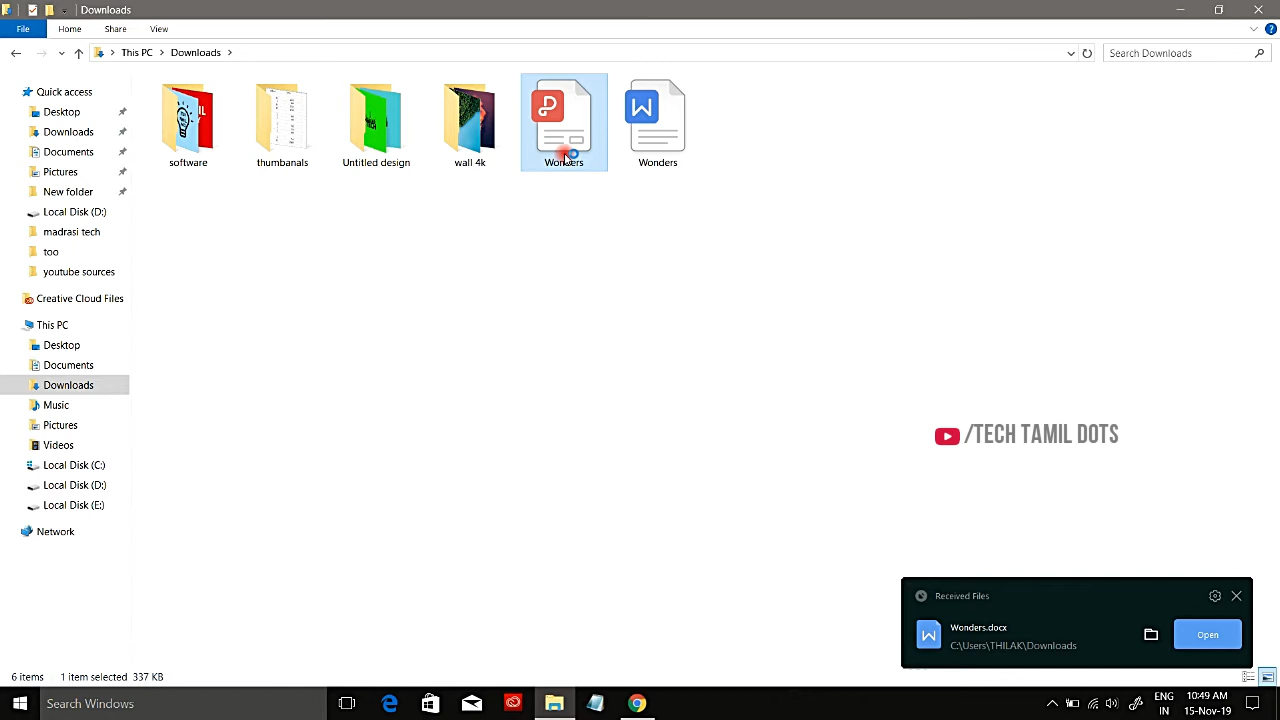 Downloads
File
Home
Share
View
This PC
Downloads
Search Downloads
Quick access
Desktop
Downloads
Documents
Pictures
New folder
Local Disk (D:)
madrasi tech
too
youtube sources
Creative Cloud Files
This PC
Desktop
Documents
Downloads
Music
Pictures
Videos
Local Disk (C:)
Local Disk (D:)
Local Disk (E:)
Network
software
thumbanals
Untitled design
wall 4k
Wonders
Wonders
/TECH TAMIL DOTS
Received Files
Wonders.docx
C:\Users\THILAK\Downloads
Open
6 items
1 item selected 337 KB
Search Windows
ENG
IN
10:49 AM
15-Nov-19